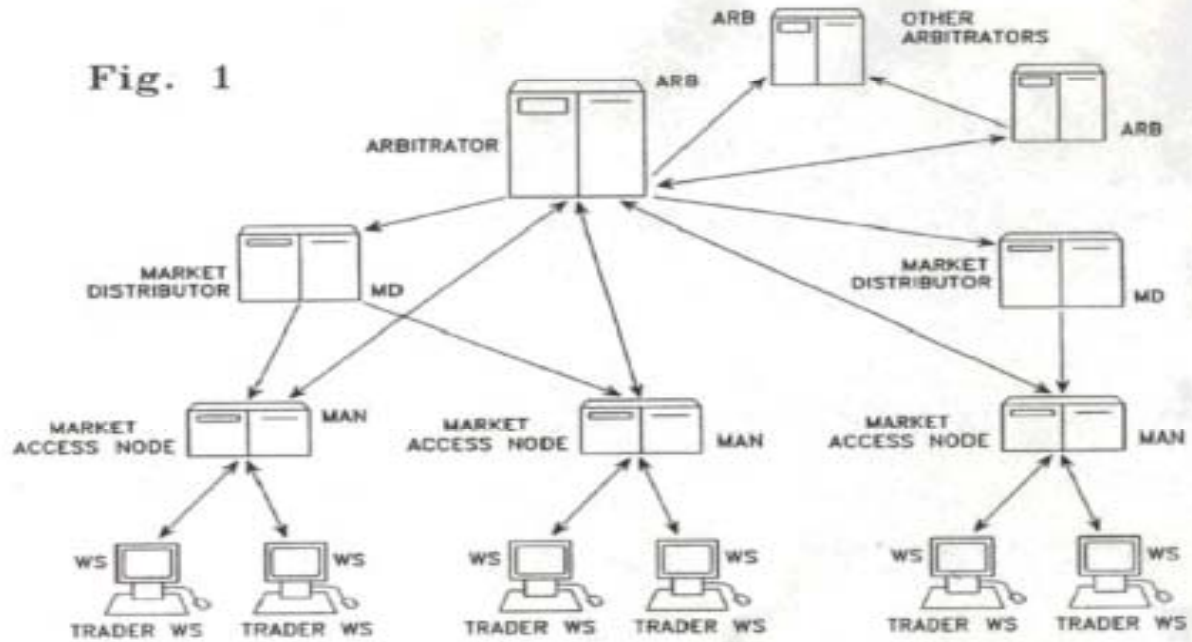 Fig. 1
ARB
OTHER
ARBITRATORS
ARB
ARBITRATOR
ARB
MARKET
DISTRIBUTOR
MD
MARKET
DISTRIBUTOR
MD
MARKET
ACCESS NODE
MAN
MARKET
ACCESS NODE
MAN
MARKET
ACCESS NODE
MAN
WS
WS
WS
WS
WS
WS
TRADER WS
TRADER WS
TRADER WS
TRADER WS
TRADER WS
TRADER WS